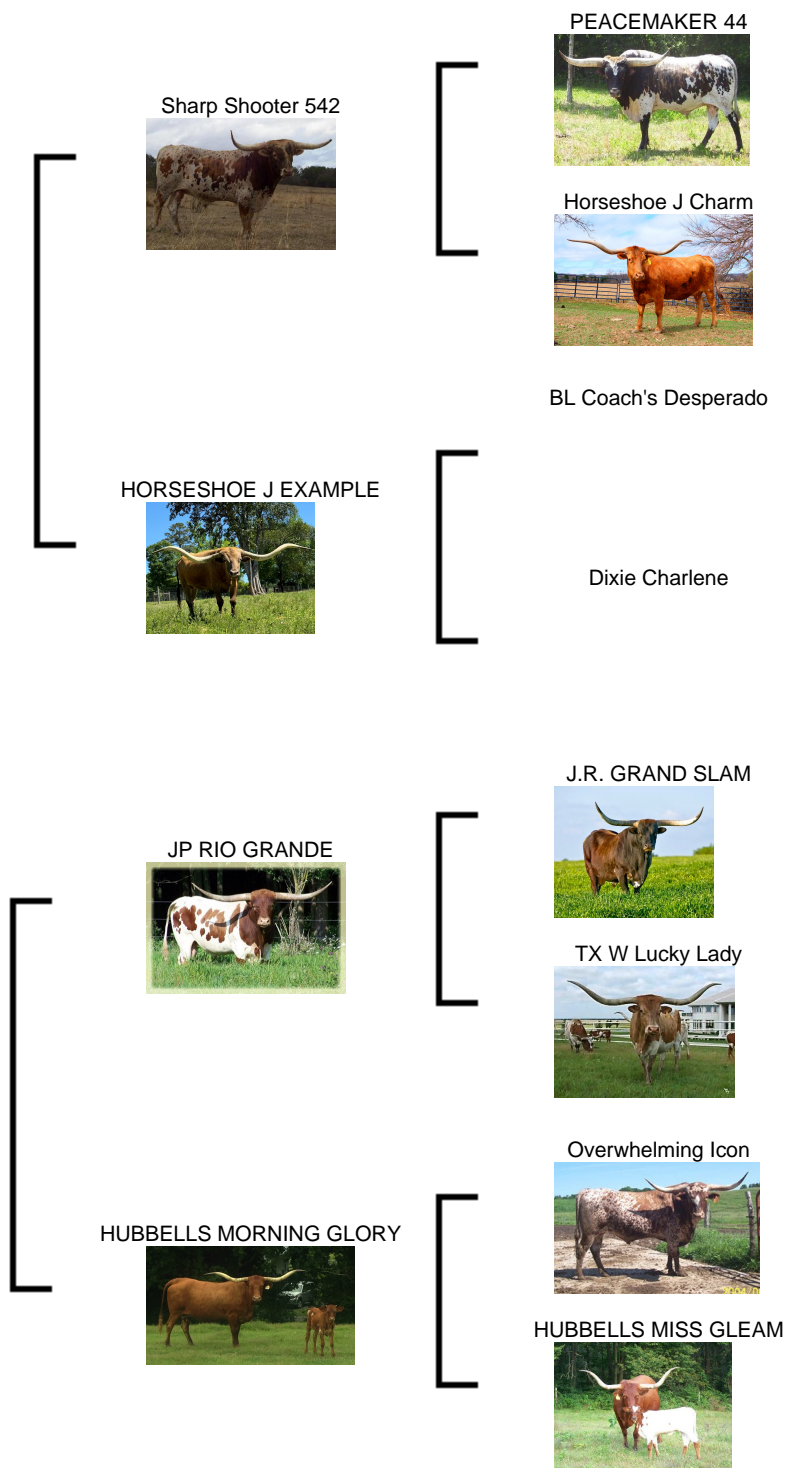 PEACEMAKER 44
Sharp Shooter 542
Horseshoe J Charm
BL Coach's Desperado
HORSESHOE J EXAMPLE
Dixie Charlene
J.R. GRAND SLAM
JP RIO GRANDE
TX W Lucky Lady
Overwhelming Icon
HUBBELLS MORNING GLORY
HUBBELLS MISS GLEAM